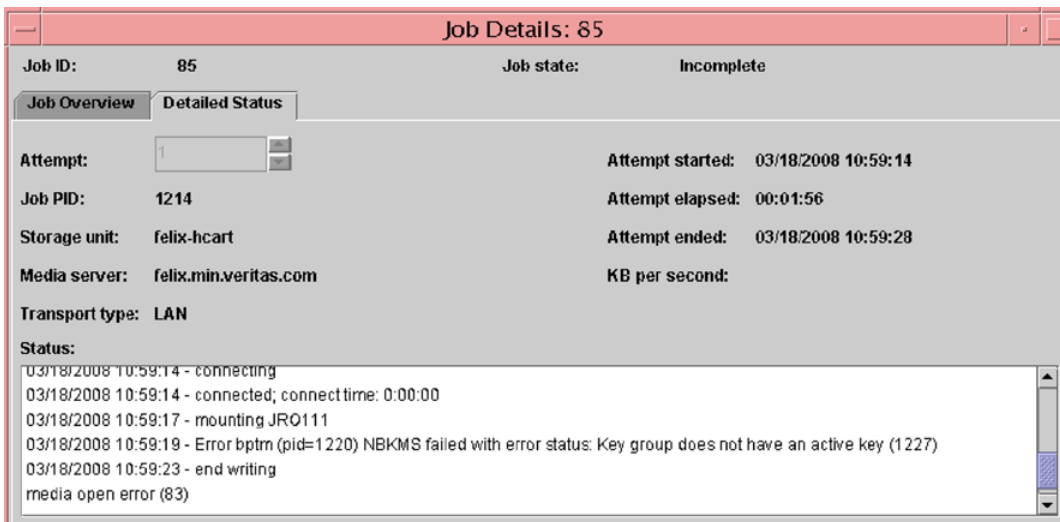 Job Details: 85
Job ID: 85 Job state: Incomplete
Job Overview Detailed Status
Attempt: 1 Attempt started: 03/18/2008 10:59:14
Job PID: 1214 Attempt elapsed: 00:01:56
Storage unit: felix-hcart Attempt ended: 03/18/2008 10:59:28
Media server: felix.min.veritas.com KB per second:
Transport type: LAN
Status:
03/18/2008 10:59:14 - connecting
03/18/2008 10:59:14 - connected; connect time: 0:00:00
03/18/2008 10:59:17 - mounting JRO111
03/18/2008 10:59:19 - Error bptm (pid=1220) NBKMS failed with error status: Key group does not have an active key (1227)
03/18/2008 10:59:23 - end writing
media open error (83)